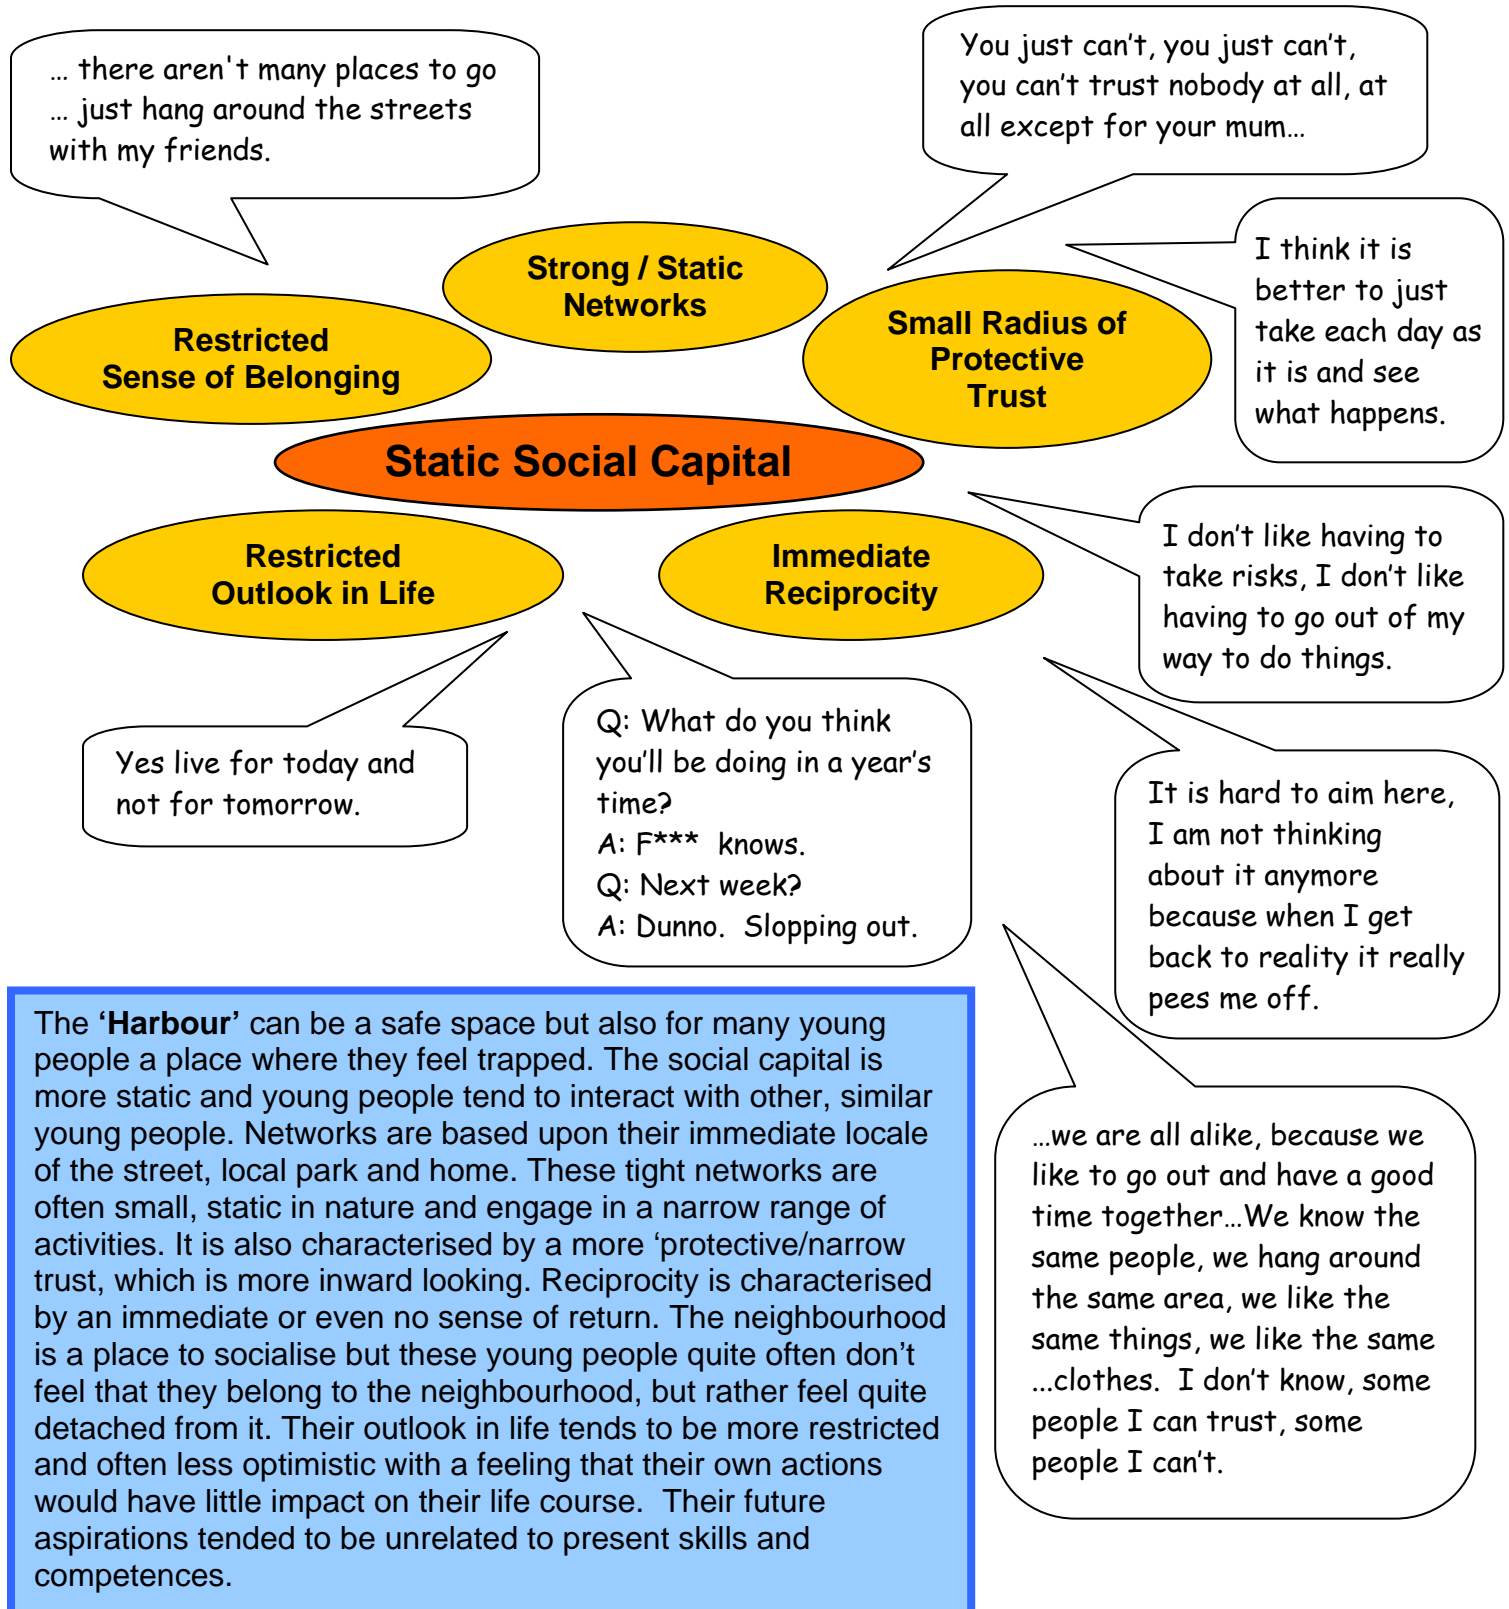 … there aren't many places to go
… just hang around the streets
with my friends.
You just can’t, you just can’t,
you can’t trust nobody at all, at
all except for your mum…
I think it is
better to just
take each day as
it is and see
what happens.
Strong / Static
Networks
Restricted
Sense of Belonging
Small Radius of
Protective
Trust
Static Social Capital
Restricted
Outlook in Life
Immediate
Reciprocity
I don’t like having to
take risks, I don’t like
having to go out of my
way to do things.
Yes live for today and
not for tomorrow.
Q: What do you think
you’ll be doing in a year’s
time?
A: F*** knows.
Q: Next week?
A: Dunno. Slopping out.
It is hard to aim here,
I am not thinking
about it anymore
because when I get
back to reality it really
pees me off.
The ‘Harbour’ can be a safe space but also for many young
people a place where they feel trapped. The social capital is
more static and young people tend to interact with other, similar
young people. Networks are based upon their immediate locale
of the street, local park and home. These tight networks are
often small, static in nature and engage in a narrow range of
activities. It is also characterised by a more ‘protective/narrow
trust, which is more inward looking. Reciprocity is characterised
by an immediate or even no sense of return. The neighbourhood
is a place to socialise but these young people quite often don’t
feel that they belong to the neighbourhood, but rather feel quite
detached from it. Their outlook in life tends to be more restricted
and often less optimistic with a feeling that their own actions
would have little impact on their life course. Their future
aspirations tended to be unrelated to present skills and
competences.
…we are all alike, because we
like to go out and have a good
time together…We know the
same people, we hang around
the same area, we like the
same things, we like the same
...clothes. I don’t know, some
people I can trust, some
people I can’t.